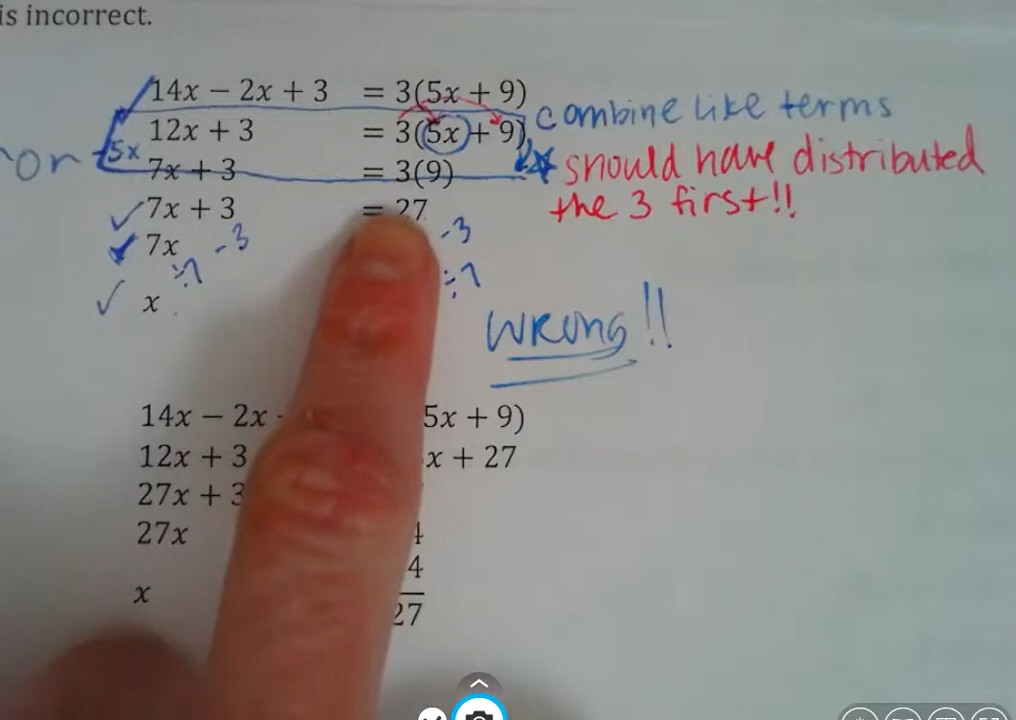 is incorrect.
14x − 2x + 3 = 3(5x + 9)
combine like terms
12x + 3 = 3(5x + 9)
-5x
7x + 3 = 3(9)
* should have distributed
the 3 first!!
✓ 7x + 3 = 27
✓ 7x -3 -3
÷7 ÷7
✓ x
WRONG!!
14x − 2x 5x + 9)
12x + 3 x + 27
27x + 3
27x 4
x 4
27